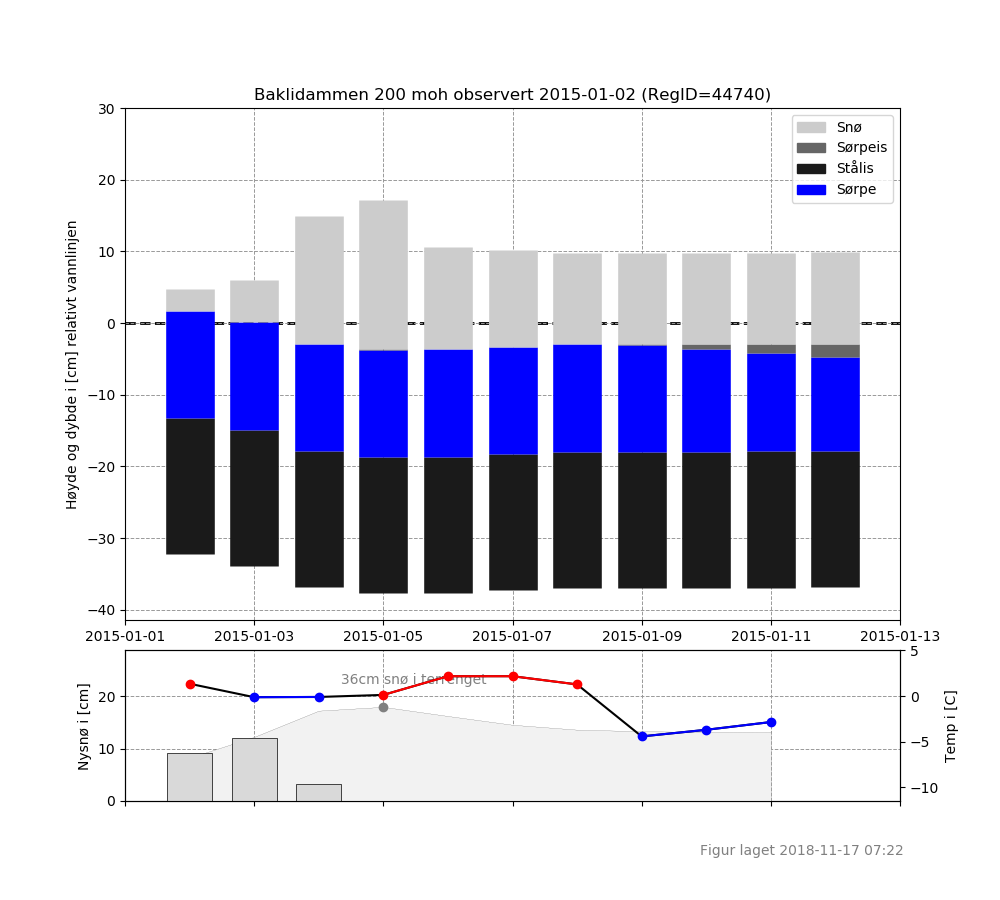 Baklidammen 200 moh observert 2015-01-02 (RegID=44740)
30
20
10
0
−10
−20
−30
−40
Høyde og dybde i [cm] relativt vannlinjen
Snø
Sørpeis
Stålis
Sørpe
2015-01-01 2015-01-03 2015-01-05 2015-01-07 2015-01-09 2015-01-11 2015-01-13
20
10
0
Nysnø i [cm]
36cm snø i terrenget
5
0
−5
−10
Temp i [C]
Figur laget 2018-11-17 07:22